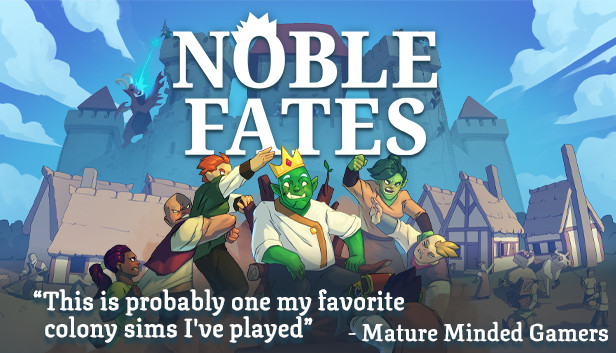 NOBLE
FATES
“This is probably one my favorite
colony sims I've played”
- Mature Minded Gamers